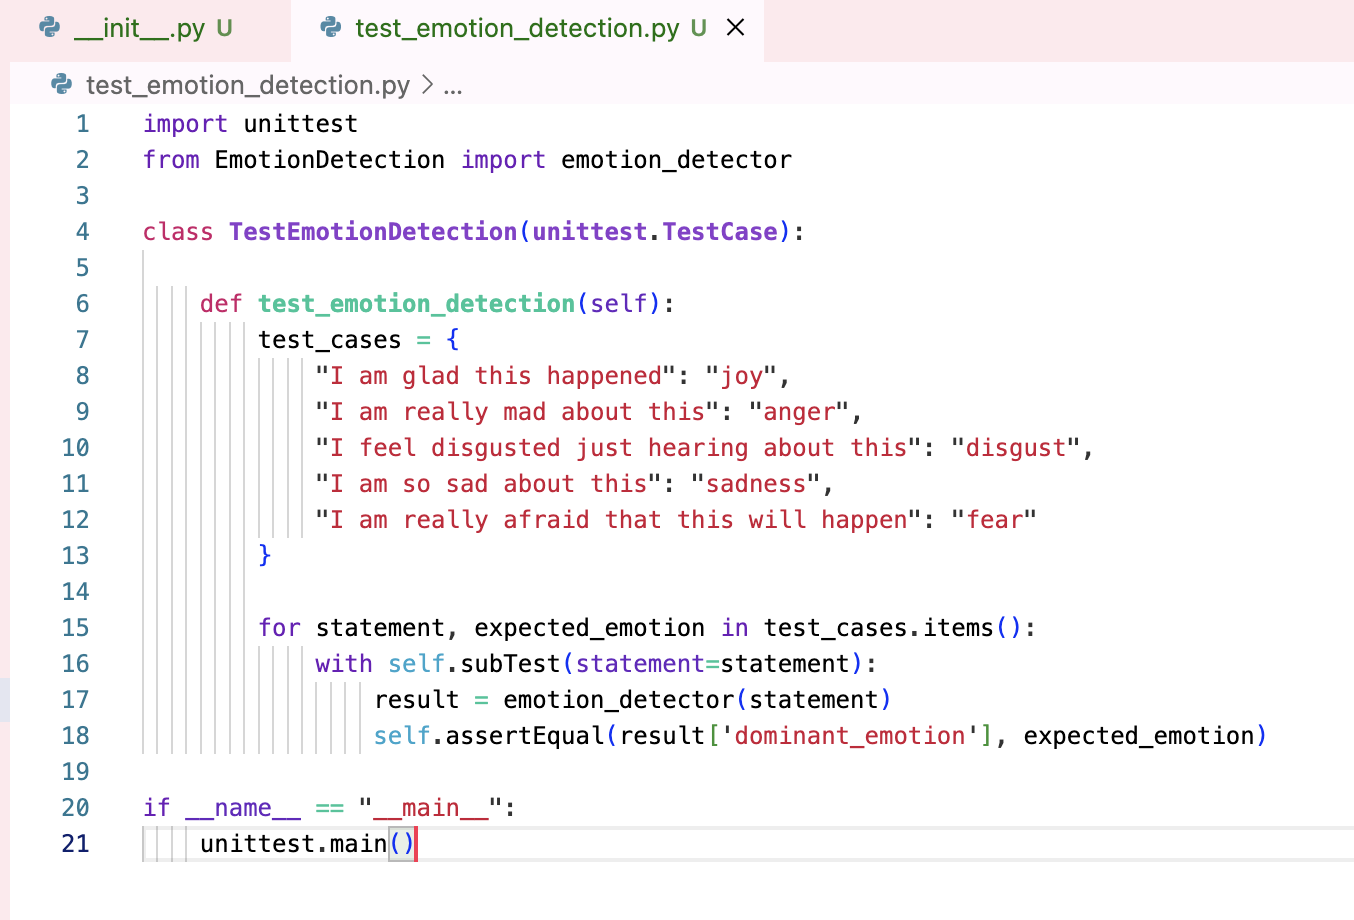 __init__.py U
test_emotion_detection.py U
test_emotion_detection.py > ...
1 import unittest
2 from EmotionDetection import emotion_detector
3
4 class TestEmotionDetection(unittest.TestCase):
5
6     def test_emotion_detection(self):
7         test_cases = {
8             "I am glad this happened": "joy",
9             "I am really mad about this": "anger",
10             "I feel disgusted just hearing about this": "disgust",
11             "I am so sad about this": "sadness",
12             "I am really afraid that this will happen": "fear"
13         }
14
15         for statement, expected_emotion in test_cases.items():
16             with self.subTest(statement=statement):
17                 result = emotion_detector(statement)
18                 self.assertEqual(result['dominant_emotion'], expected_emotion)
19
20 if __name__ == "__main__":
21     unittest.main()